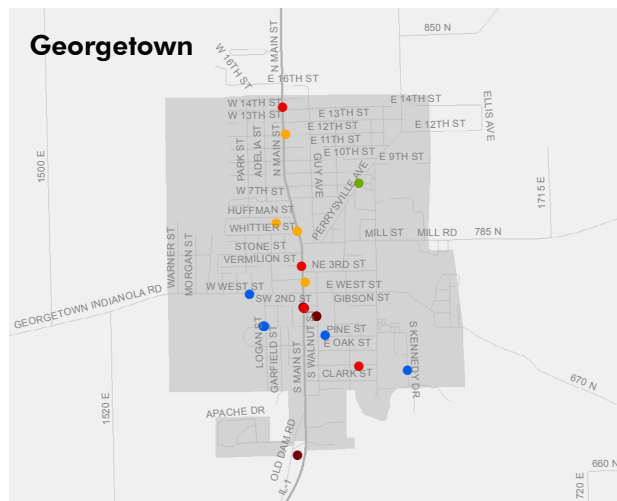 Georgetown
850 N
N MAIN ST
W 16TH ST
E 16TH ST
W 14TH ST
E 14TH ST
ELLIS AVE
W 13TH ST
E 13TH ST
E 12TH ST
E 12TH ST
E 11TH ST
E 10TH ST
E 9TH ST
1500 E
PARK ST
ADELIA ST
N MAIN ST
GUY AVE
PERRYSVILLE AVE
1715 E
W 7TH ST
HUFFMAN ST
WHITTIER ST
MILL ST
MILL RD
785 N
WARNER ST
MORGAN ST
STONE ST
VERMILION ST
NE 3RD ST
W WEST ST
E WEST ST
GEORGETOWN INDIANOLA RD
SW 2ND ST
GIBSON ST
LOGAN ST
GARFIELD ST
S MAIN ST
S WALNUT S
PINE ST
E OAK ST
S KENNEDY DR
CLARK ST
670 N
1520 E
APACHE DR
OLD DAM RD
IL-1
660 N
720 E